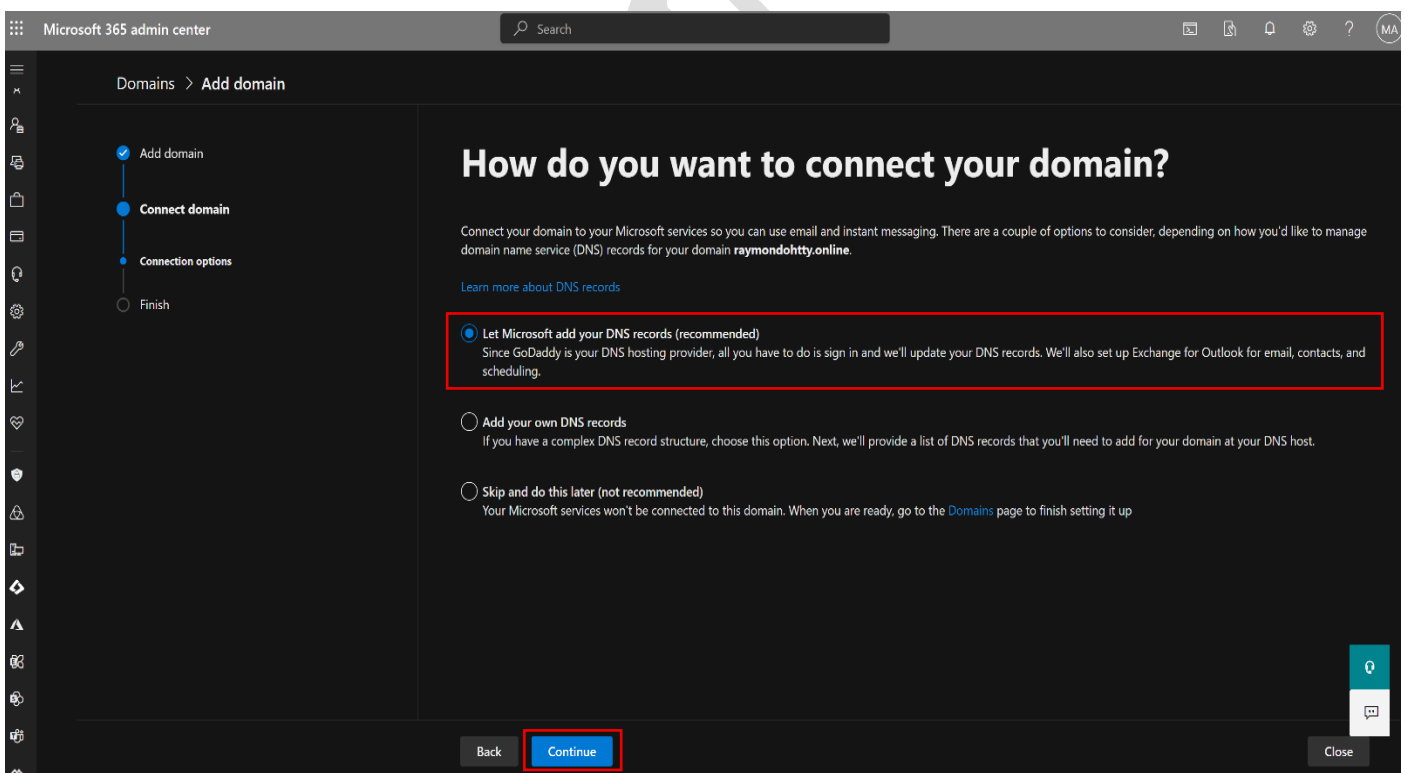 Microsoft 365 admin center
Search
MA
Domains > Add domain
Add domain
Connect domain
Connection options
Finish
How do you want to connect your domain?
Connect your domain to your Microsoft services so you can use email and instant messaging. There are a couple of options to consider, depending on how you'd like to manage
domain name service (DNS) records for your domain raymondohtty.online.
Learn more about DNS records
Let Microsoft add your DNS records (recommended)
Since GoDaddy is your DNS hosting provider, all you have to do is sign in and we'll update your DNS records. We'll also set up Exchange for Outlook for email, contacts, and
scheduling.
Add your own DNS records
If you have a complex DNS record structure, choose this option. Next, we'll provide a list of DNS records that you'll need to add for your domain at your DNS host.
Skip and do this later (not recommended)
Your Microsoft services won't be connected to this domain. When you are ready, go to the Domains page to finish setting it up
Back
Continue
Close